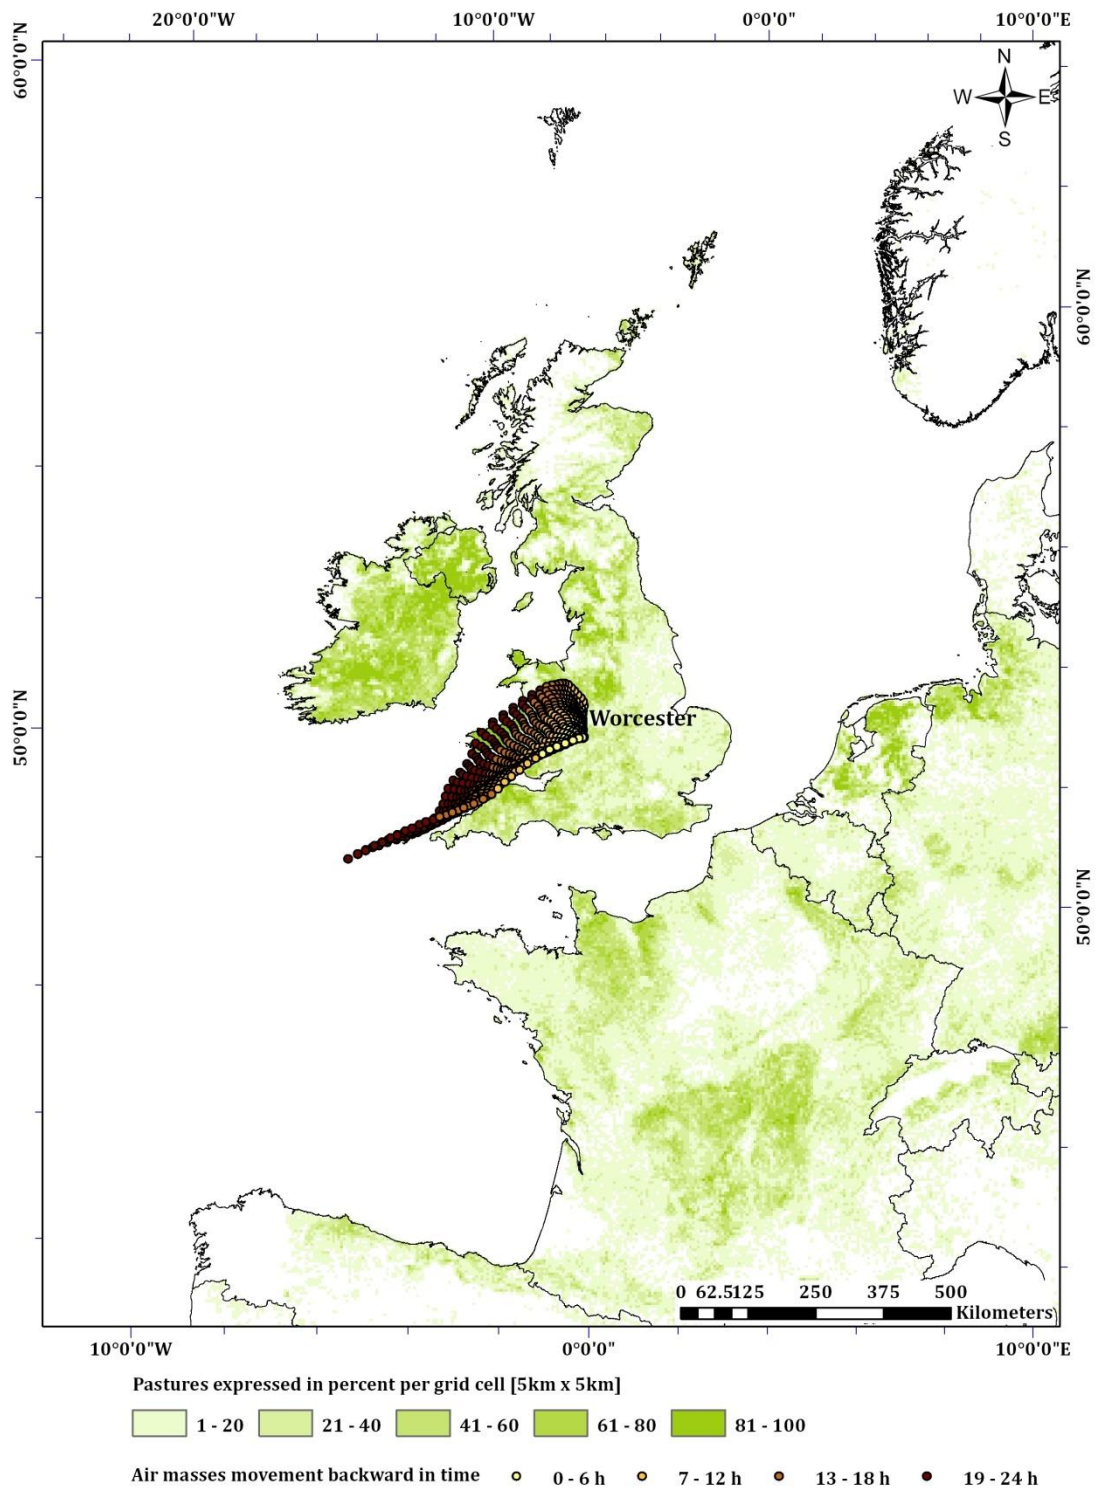 20°0'0"W 10°0'0"W 0°0'0" 10°0'0"E
60°0'0"N
N
W E
S
60°0'0"N
Worcester
50°0'0"N
50°0'0"N
0 62.5 125 250 375 500
Kilometers
10°0'0"W 0°0'0" 10°0'0"E
Pastures expressed in percent per grid cell [5km x 5km]
1 - 20 21 - 40 41 - 60 61 - 80 81 - 100
Air masses movement backward in time 0 - 6 h 7 - 12 h 13 - 18 h 19 - 24 h